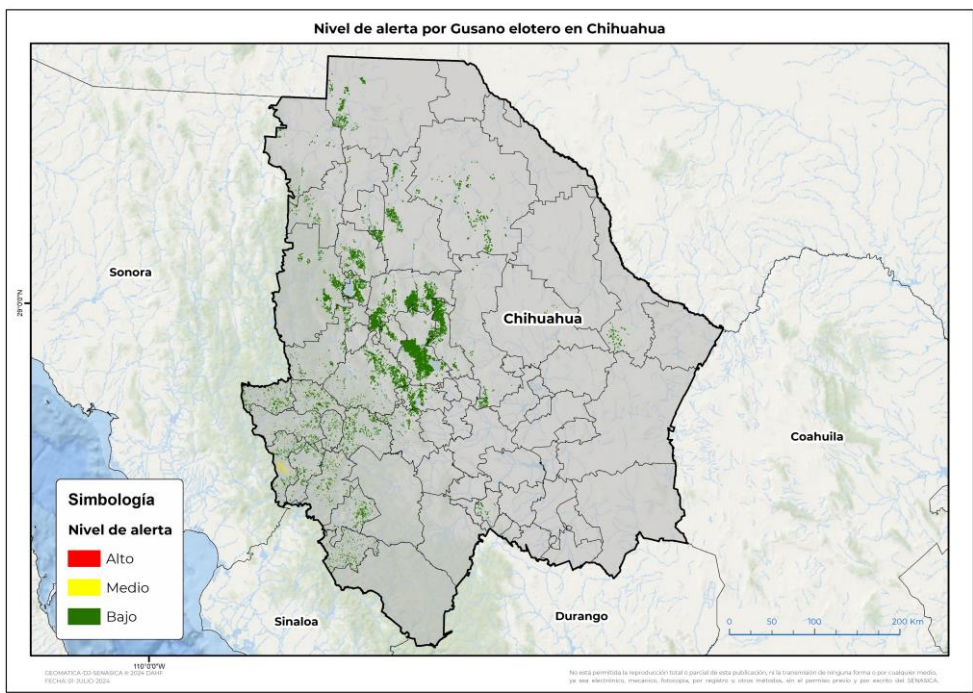 Nivel de alerta por Gusano elotero en Chihuahua
Sonora
29°0'0"N
Chihuahua
Coahuila
Simbología
Nivel de alerta
Alto
Medio
Bajo
Sinaloa
Durango
0 50 100 200 Km
110°0'0"W
GEOMATICA-DJ-SENASICA © 2024 DAHF
FECHA: 01 JULIO 2024
No está permitida la reproducción total o parcial de esta publicación, ni la transmisión de ninguna forma o por cualquier medio,
ya sea electrónico, mecánico, fotocopia, por registro u otros métodos, sin el permiso previo y por escrito del SENASICA.